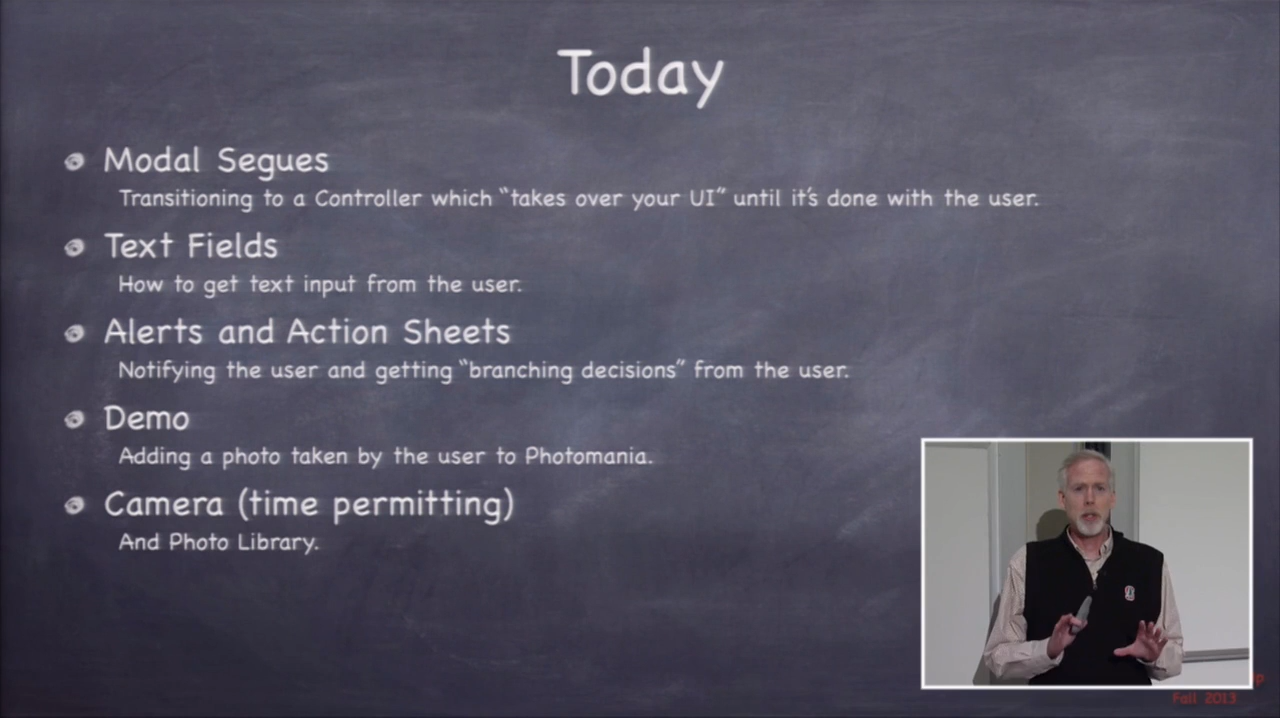 Today
Modal Segues
Transitioning to a Controller which “takes over your UI” until it’s done with the user.
Text Fields
How to get text input from the user.
Alerts and Action Sheets
Notifying the user and getting “branching decisions” from the user.
Demo
Adding a photo taken by the user to Photomania.
Camera (time permitting)
And Photo Library.
Fall 2013